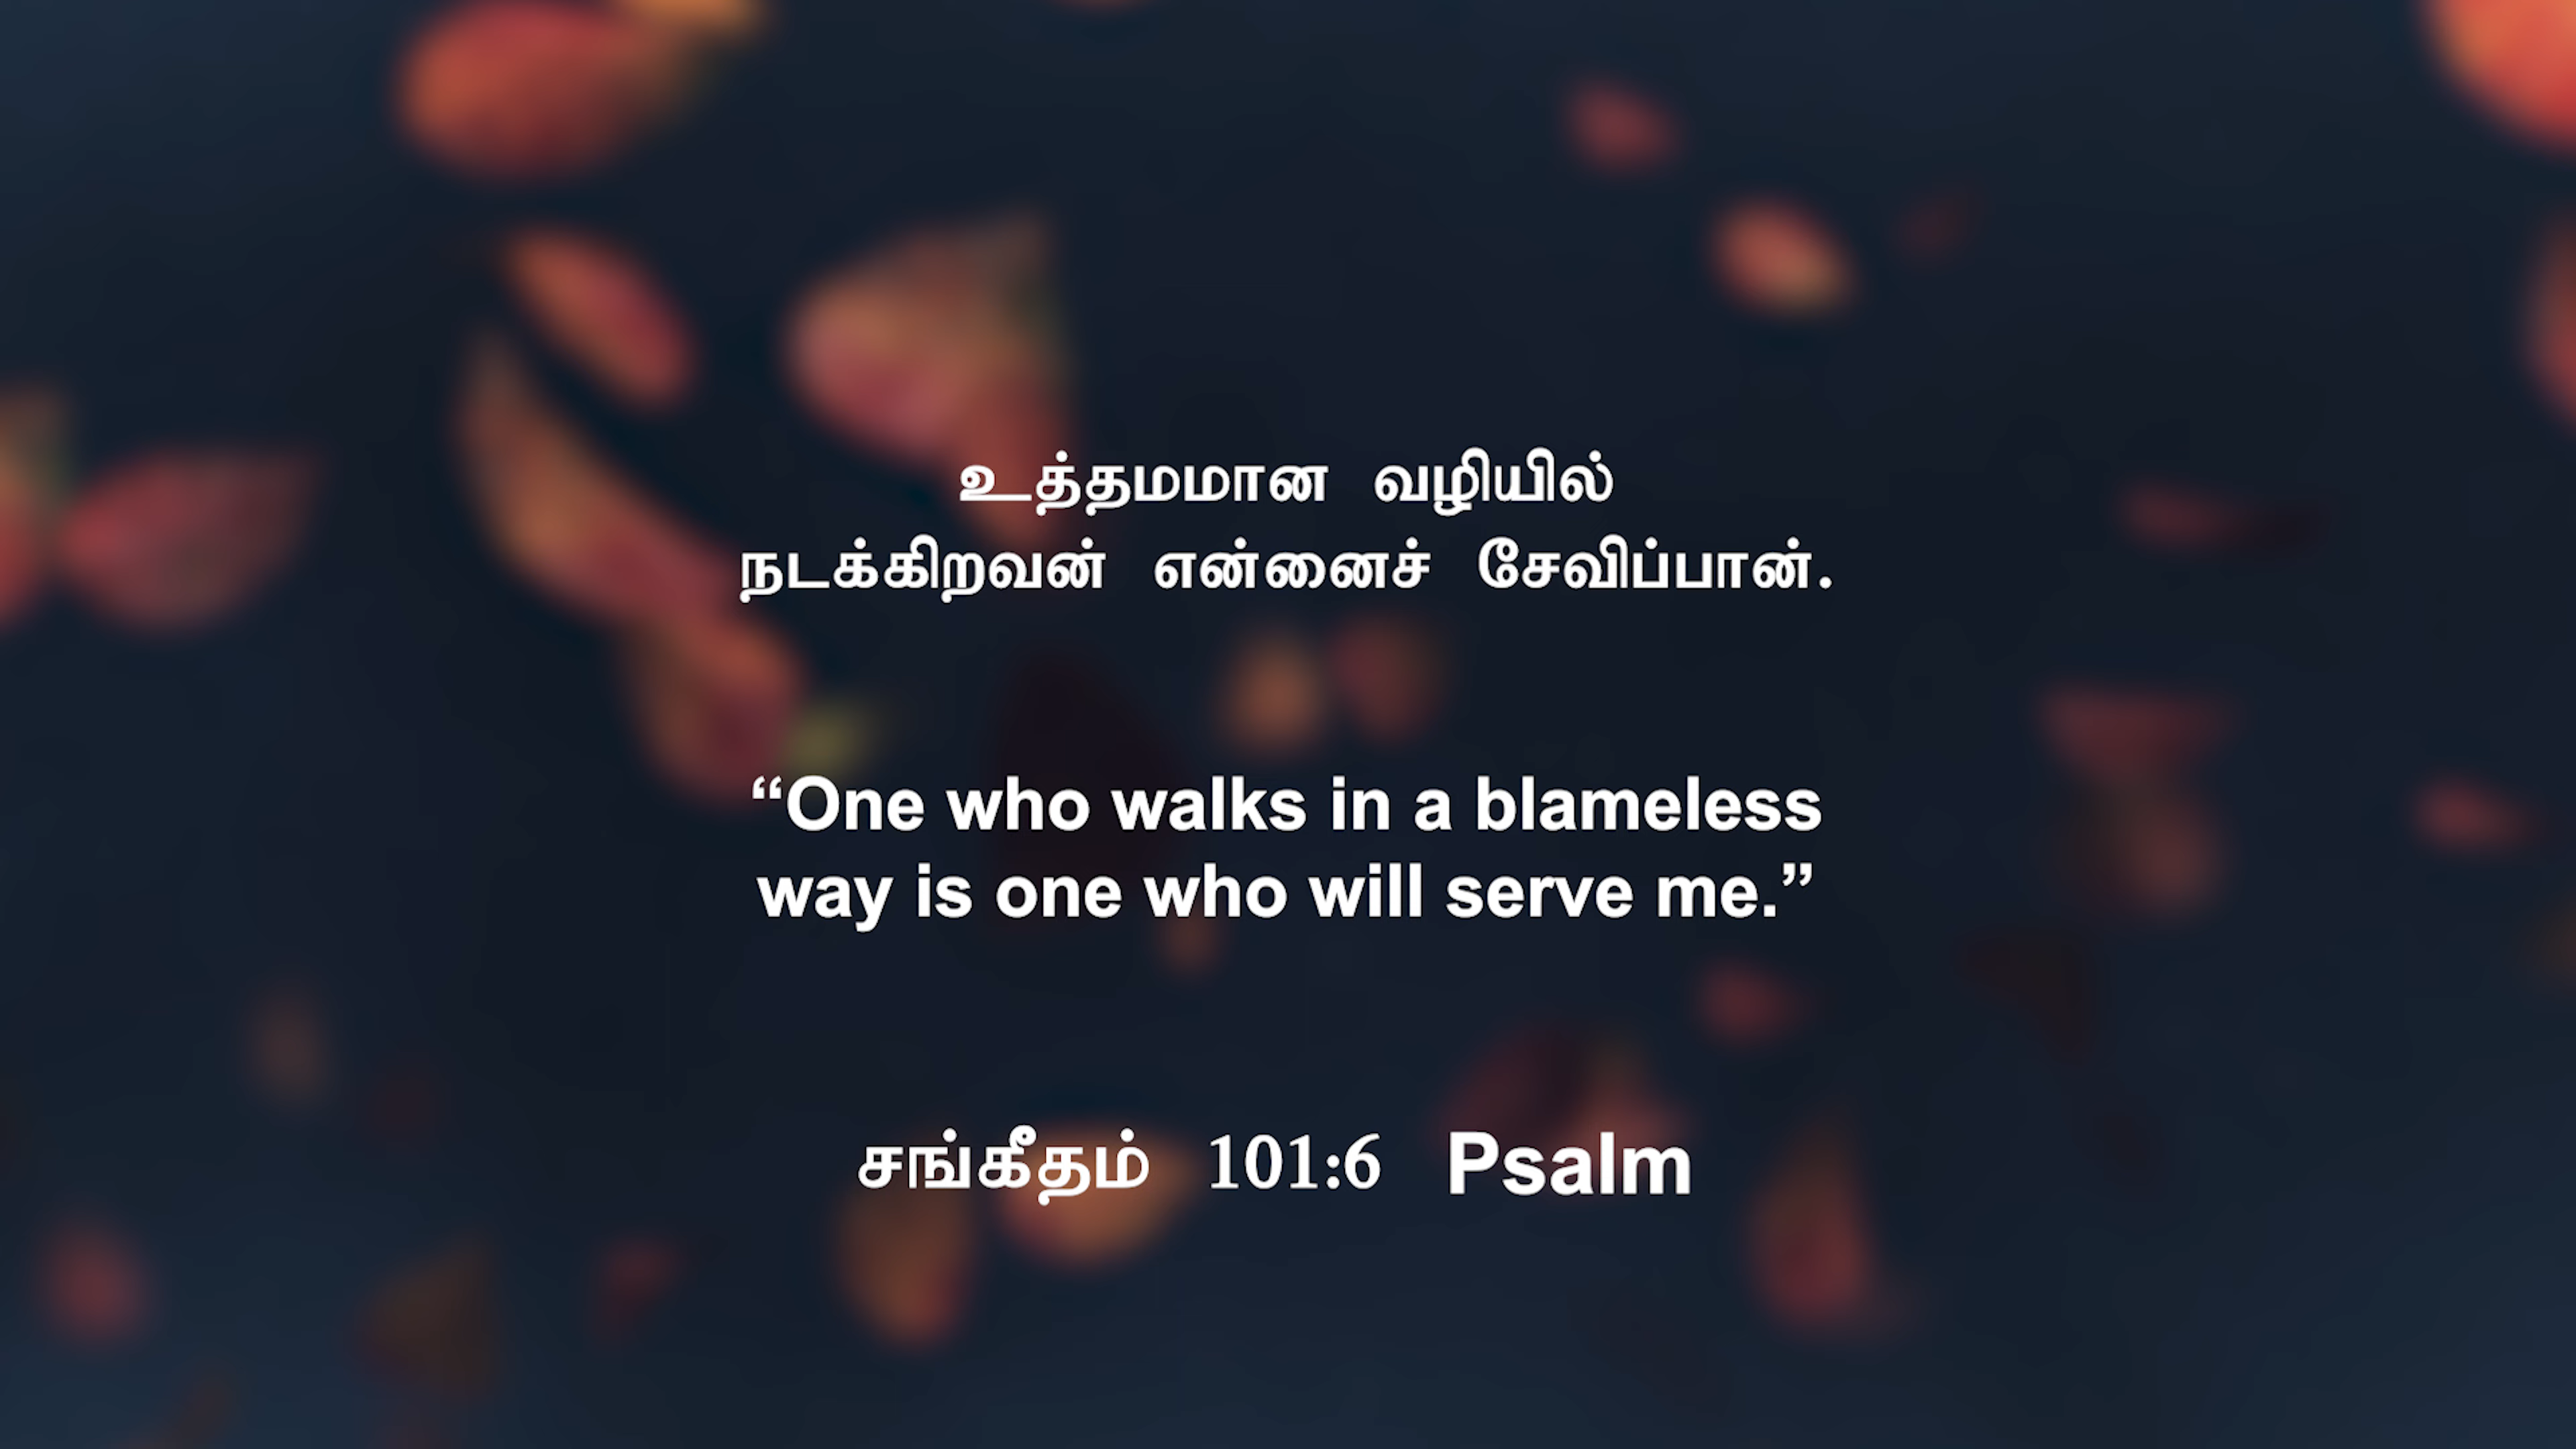 உத்தமமான வழியில்
நடக்கிறவன் என்னைச் சேவிப்பான்.
“One who walks in a blameless
way is one who will serve me.”
சங்கீதம் 101:6 Psalm